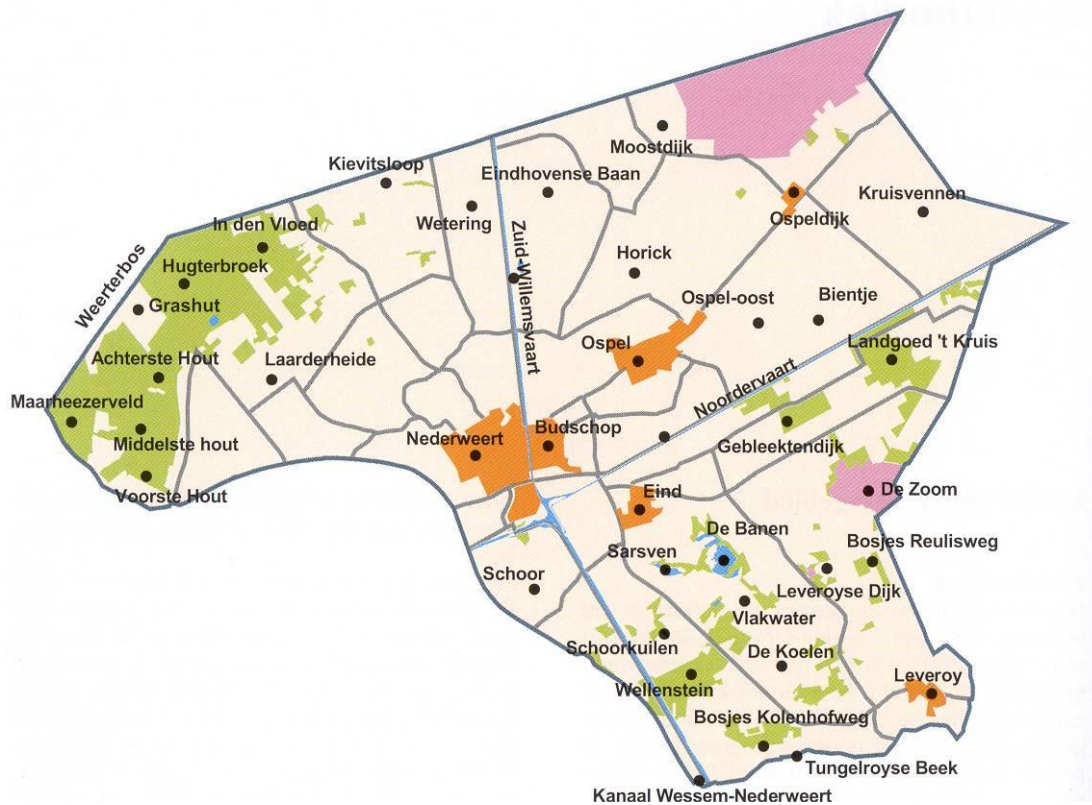 Moostdijk
Kievitsloop
Eindhovense Baan
Wetering
Kruisvennen
Ospeldijk
In den Vloed
Zuid-Willemsvaart
Weerterbos
Hugterbroek
Grashut
Horick
Ospel-oost
Bientje
Ospel
Landgoed 't Kruis
Achterste Hout
Laarderheide
Noordervaart
Maarheezerveld
Middelste hout
Nederweert
Budschop
Gebleektendijk
Voorste Hout
Eind
De Zoom
De Banen
Bosjes Reulisweg
Sarsven
Schoor
Leveroyse Dijk
Vlakwater
Schoorkuilen
De Koelen
Wellenstein
Leveroy
Bosjes Kolenhofweg
Tungelroyse Beek
Kanaal Wessem-Nederweert